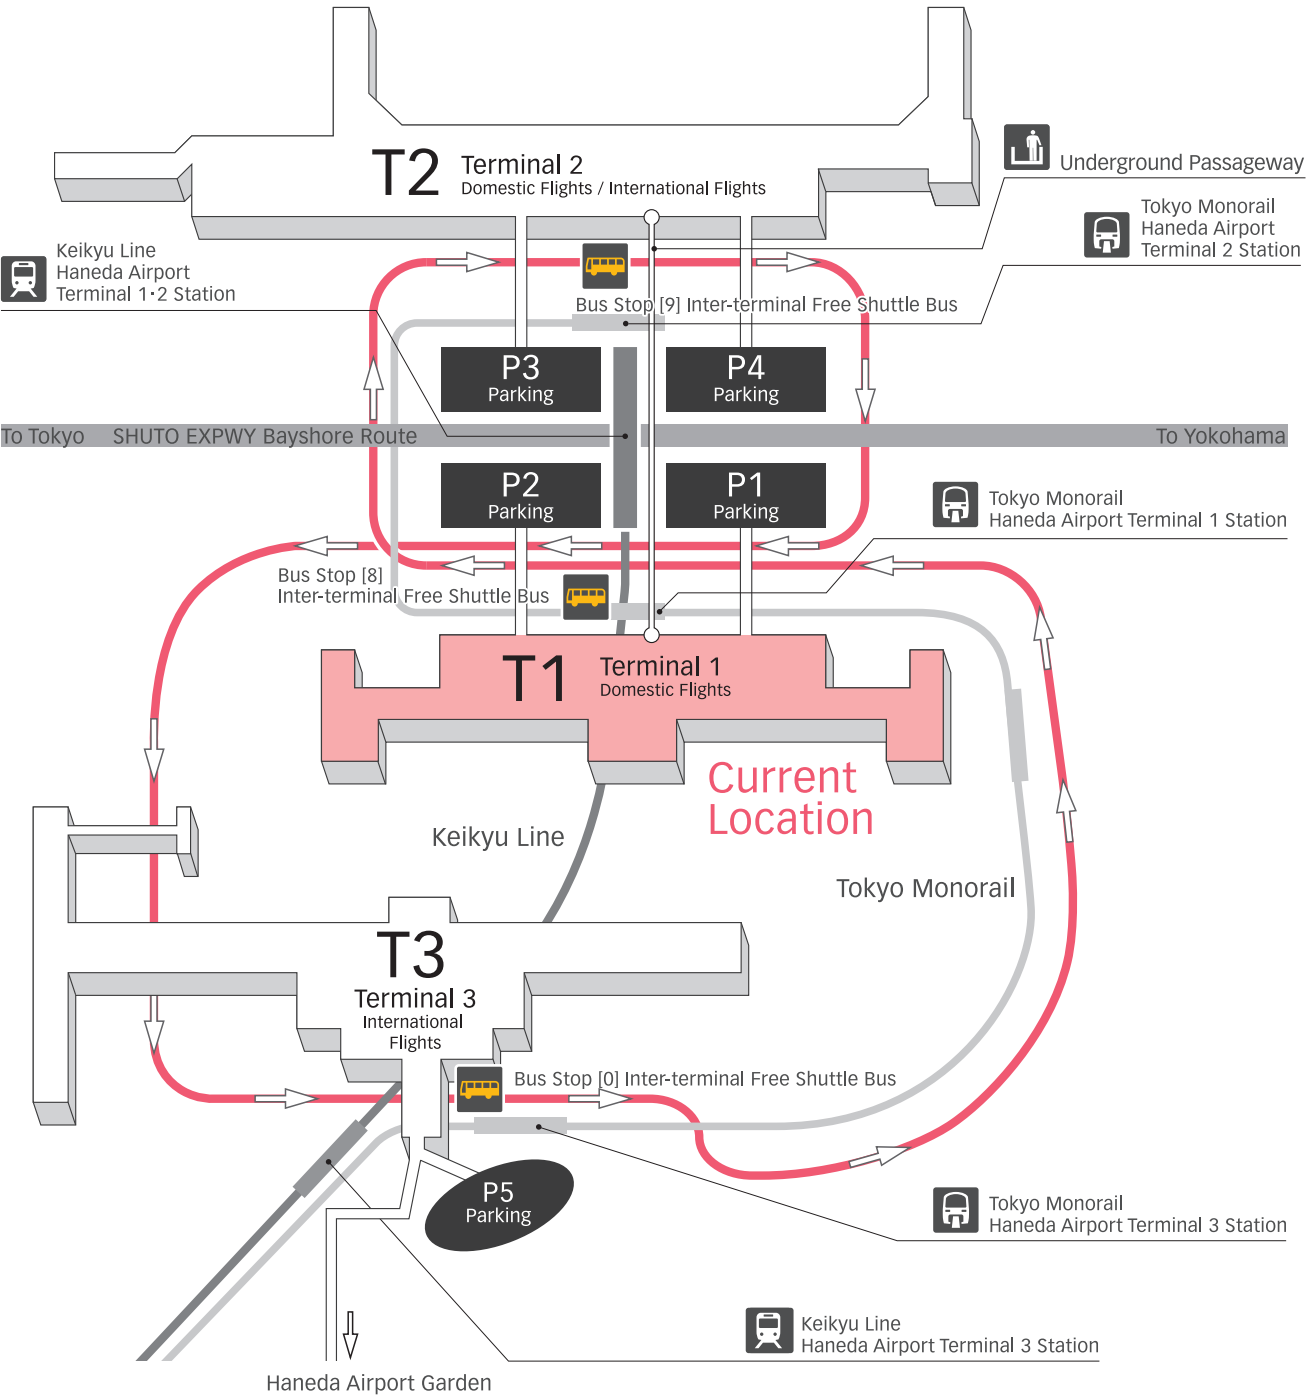 T2
Terminal 2
Domestic Flights / International Flights
Underground Passageway
Tokyo Monorail
Haneda Airport
Terminal 2 Station
Keikyu Line
Haneda Airport
Terminal 1・2 Station
Bus Stop [9] Inter-terminal Free Shuttle Bus
P3
Parking
P4
Parking
To Tokyo
SHUTO EXPWY Bayshore Route
To Yokohama
P2
Parking
P1
Parking
Tokyo Monorail
Haneda Airport Terminal 1 Station
Bus Stop [8]
Inter-terminal Free Shuttle Bus
T1
Terminal 1
Domestic Flights
Current
Location
Keikyu Line
Tokyo Monorail
T3
Terminal 3
International
Flights
Bus Stop [0] Inter-terminal Free Shuttle Bus
P5
Parking
Tokyo Monorail
Haneda Airport Terminal 3 Station
Keikyu Line
Haneda Airport Terminal 3 Station
Haneda Airport Garden